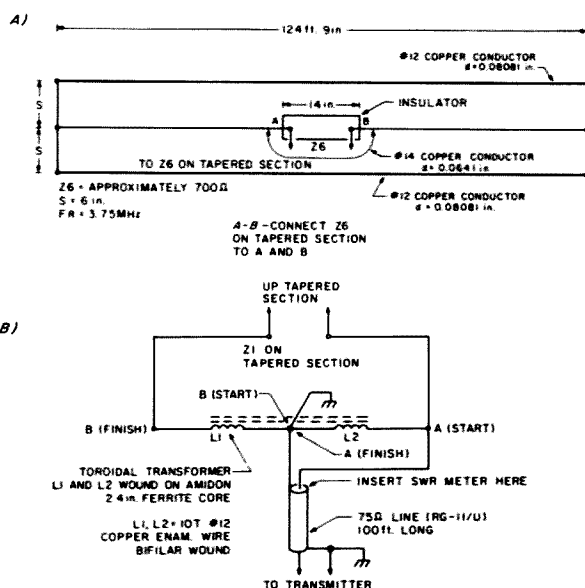 A)
124 ft. 9in.
#12 COPPER CONDUCTOR
d=0.08081 in.
S
S
14 in.
INSULATOR
A
B
Z6
TO Z6 ON TAPERED SECTION
#14 COPPER CONDUCTOR
d=0.0641 in.
#12 COPPER CONDUCTOR
d=0.08081 in.
Z6 = APPROXIMATELY 700Ω
S = 6 in.
FR = 3.75MHz
A-B-CONNECT Z6
ON TAPERED SECTION
TO A AND B
UP TAPERED
SECTION
B)
Z1 ON
TAPERED SECTION
B (START)
B (FINISH)
A (START)
L1
L2
A (FINISH)
TOROIDAL TRANSFORMER
L1 AND L2 WOUND ON AMIDON
2.4 in. FERRITE CORE
INSERT SWR METER HERE
L1, L2=10T #12
COPPER ENAM. WIRE
BIFILAR WOUND
75Ω LINE (RG-11/U)
100ft. LONG
TO TRANSMITTER